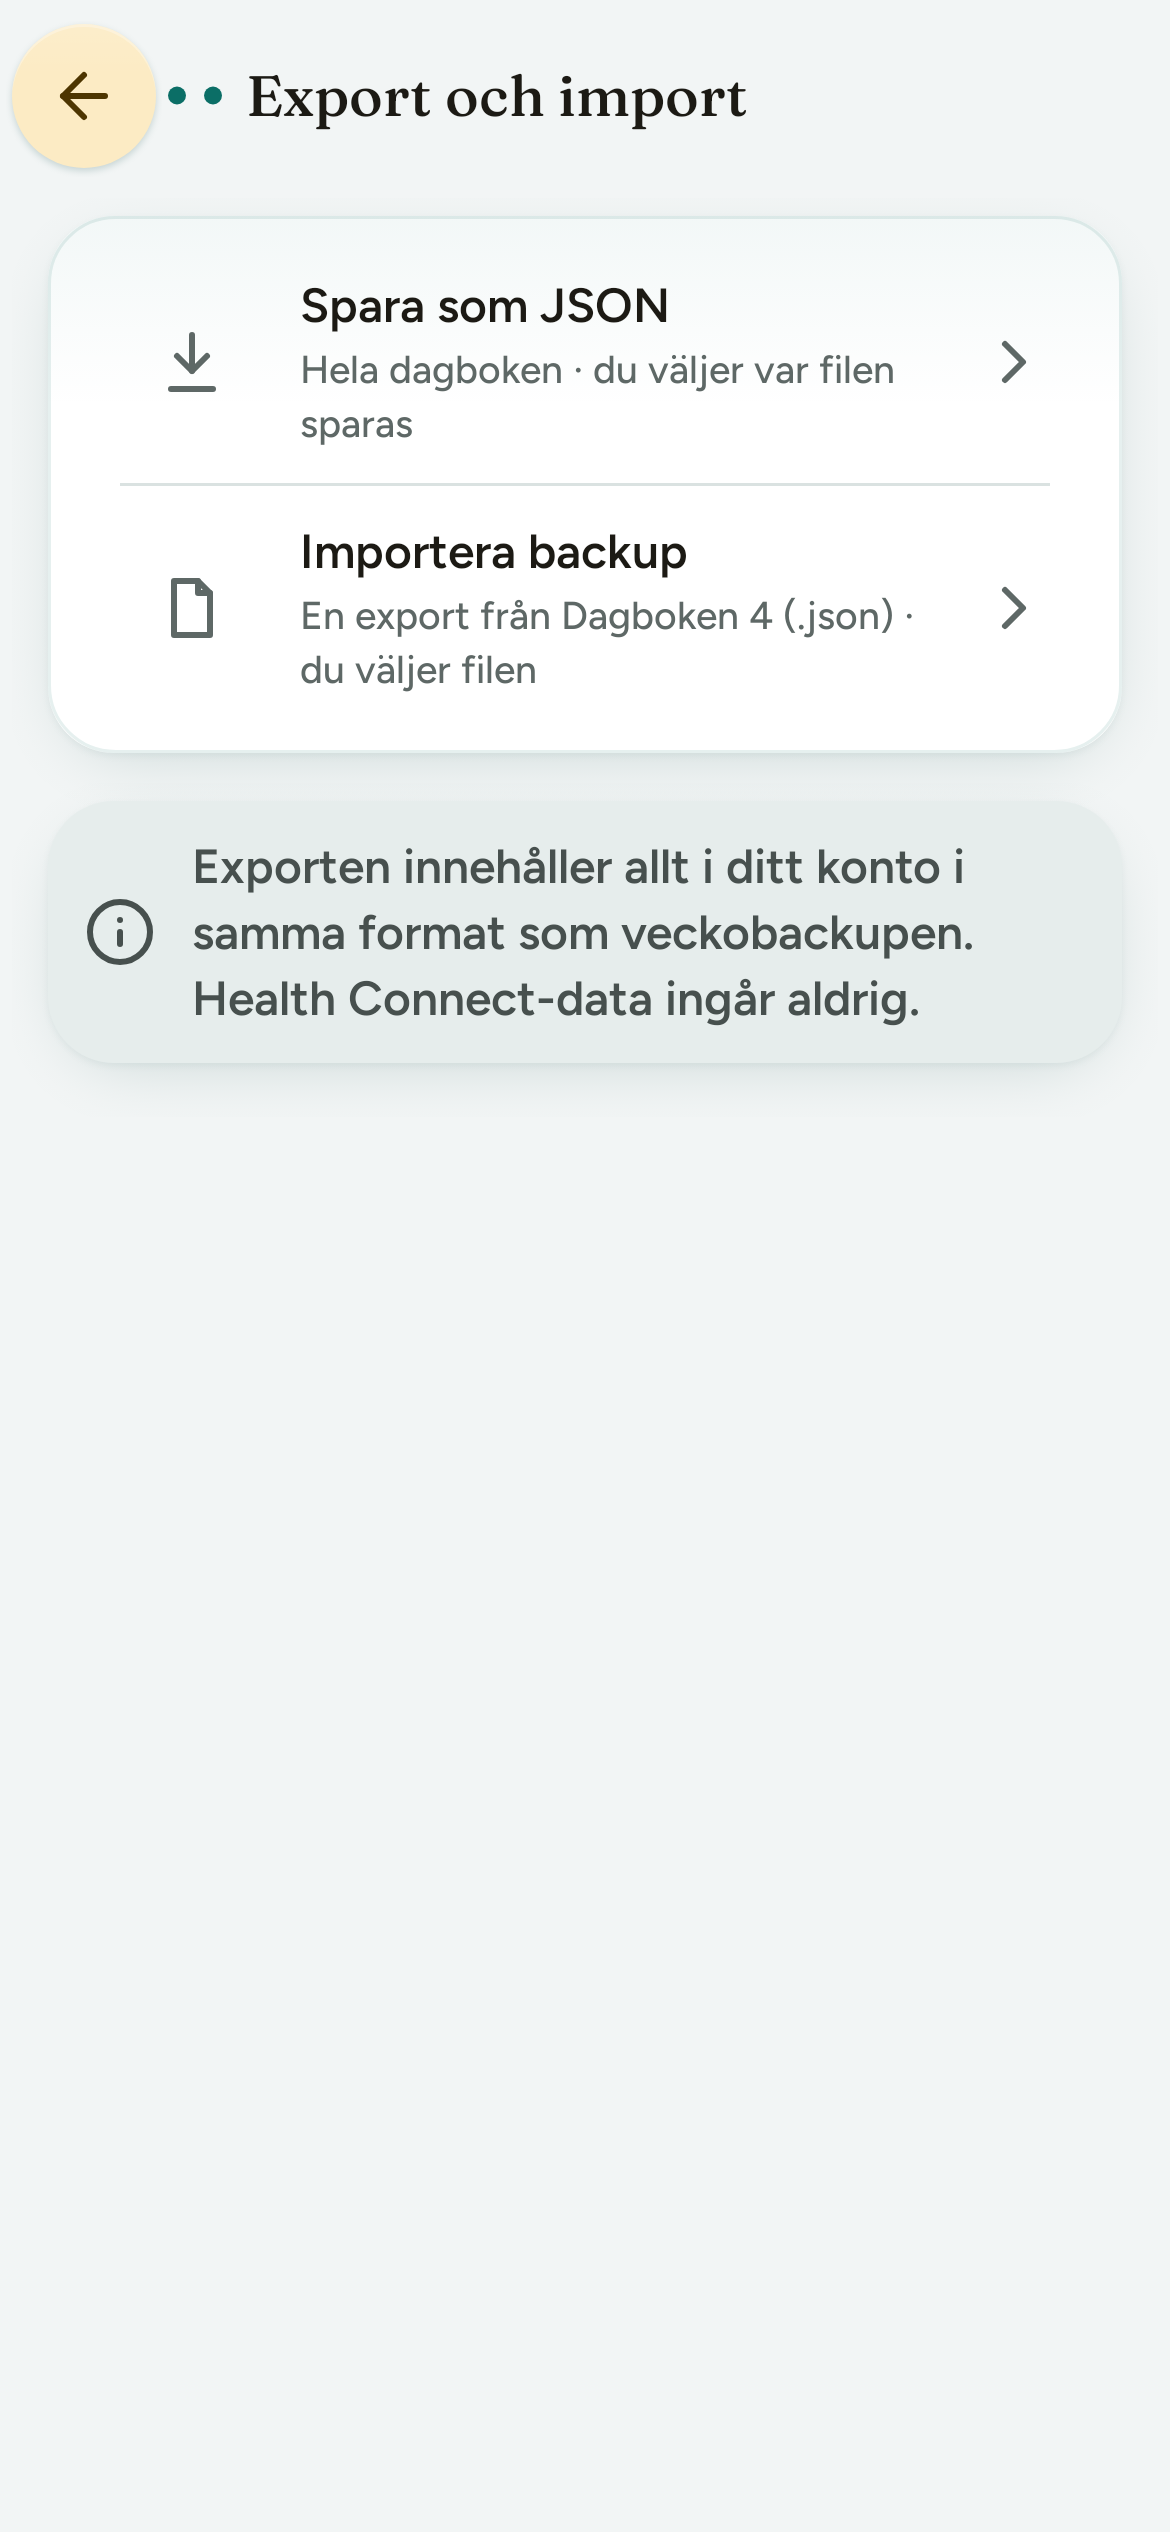 Export och import
Spara som JSON
Hela dagboken · du väljer var filen
sparas
Importera backup
En export från Dagboken 4 (.json) ·
du väljer filen
Exporten innehåller allt i ditt konto i
samma format som veckobackupen.
Health Connect-data ingår aldrig.